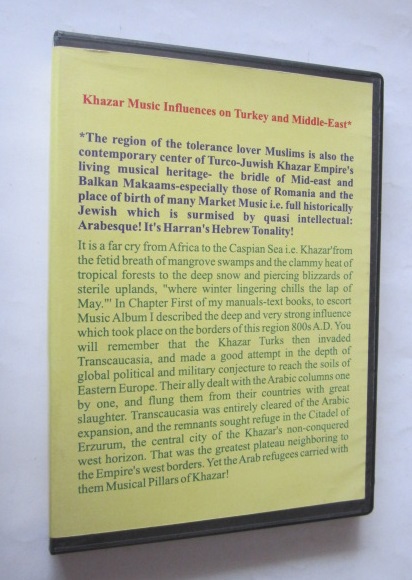 Khazar Music Influences on Turkey and Middle-East*
*The region of the tolerance lover Muslims is also the
contemporary center of Turco-Juwish Khazar Empire's
living musical heritage- the bridle of Mid-east and
Balkan Makaams-especially those of Romania and the
place of birth of many Market Music i.e. full historically
Jewish which is surmised by quasi intellectual:
Arabesque! It's Harran's Hebrew Tonality!
It is a far cry from Africa to the Caspian Sea i.e. Khazar'from
the fetid breath of mangrove swamps and the clammy heat of
tropical forests to the deep snow and piercing blizzards of
sterile uplands, "where winter lingering chills the lap of
May."' In Chapter First of my manuals-text books, to escort
Music Album I described the deep and very strong influence
which took place on the borders of this region 800s A.D. You
will remember that the Khazar Turks then invaded
Transcaucasia, and made a good attempt in the depth of
global political and military conjecture to reach the soils of
Eastern Europe. Their ally dealt with the Arabic columns one
by one, and flung them from their countries with great
slaughter. Transcaucasia was entirely cleared of the Arabic
expansion, and the remnants sought refuge in the Citadel of
Erzurum, the central city of the Khazar's non-conquered
west horizon. That was the greatest plateau neighboring to
the Empire's west borders. Yet the Arab refugees carried with
them Musical Pillars of Khazar!